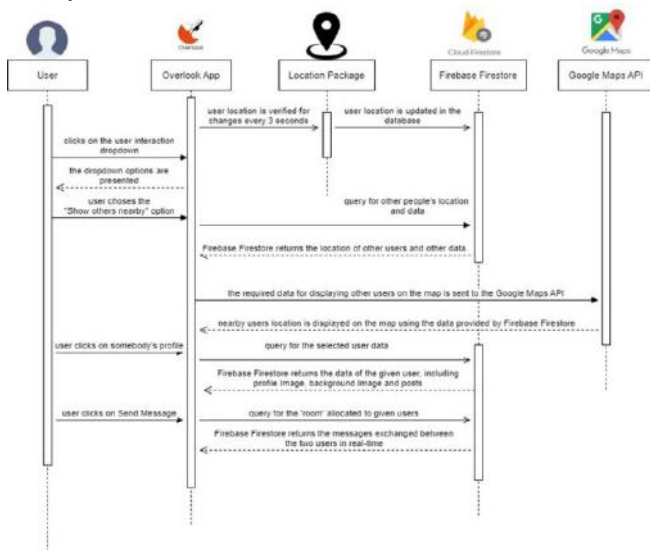 Overlook
Cloud Firestore
Google Maps
User
Overlook App
Location Package
Firebase Firestore
Google Maps API
user location is verified for
changes every 3 seconds
user location is updated in the
database
clicks on the user interaction
dropdown
the dropdown options are
presented
user choses the
"Show others nearby" option
query for other people's location
and data
Firebase Firestore returns the location of other users and other data
the required data for displaying other users on the map is sent to the Google Maps API
nearby users location is displayed on the map using the data provided by Firebase Firestore
user clicks on somebody's profile
query for the selected user data
Firebase Firestore returns the data of the given user, including
profile image, background image and posts
user clicks on Send Message
query for the 'room' allocated to given users
Firebase Firestore returns the messages exchanged between
the two users in real-time